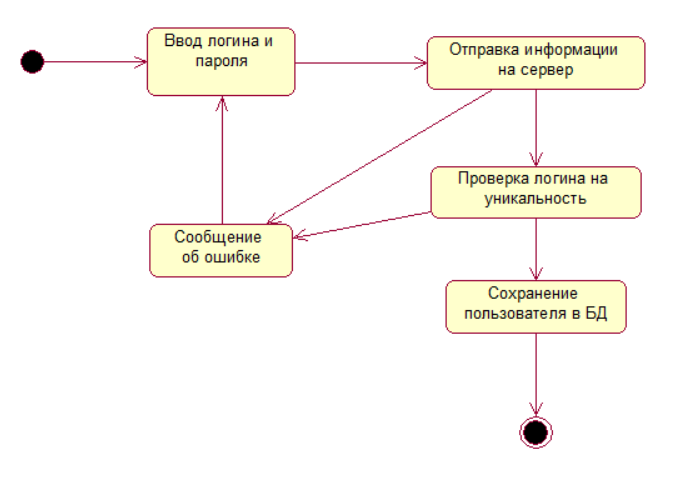 Ввод логина и
пароля
Отправка информации
на сервер
Проверка логина на
уникальность
Сообщение
об ошибке
Сохранение
пользователя в БД